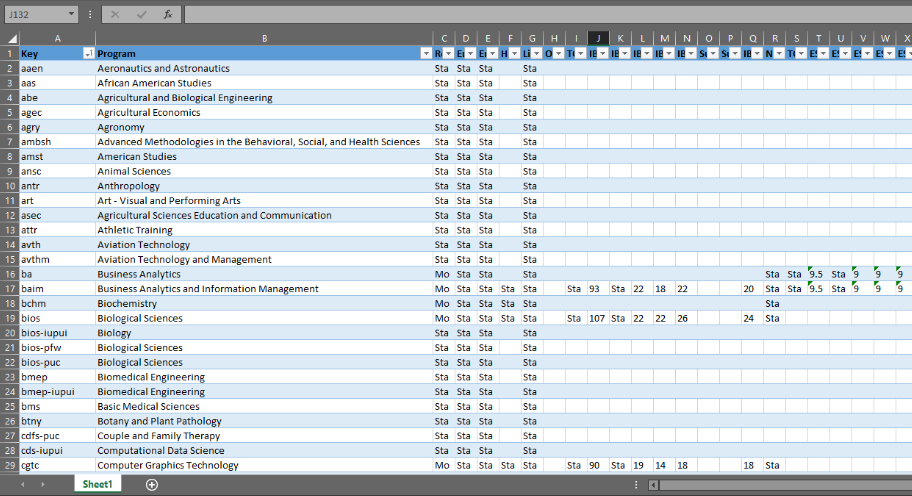 J132 fx
A B C D E F G H I J K L M N O P Q R S T U V W X
1 Key Program
2 aaen Aeronautics and Astronautics Sta Sta Sta Sta
3 aas African American Studies Sta Sta Sta Sta
4 abe Agricultural and Biological Engineering Sta Sta Sta Sta
5 agec Agricultural Economics Sta Sta Sta Sta
6 agry Agronomy Sta Sta Sta Sta
7 ambsh Advanced Methodologies in the Behavioral, Social, and Health Sciences Sta Sta Sta Sta
8 amst American Studies Sta Sta Sta Sta
9 ansc Animal Sciences Sta Sta Sta Sta
10 antr Anthropology Sta Sta Sta Sta
11 art Art - Visual and Performing Arts Sta Sta Sta Sta
12 asec Agricultural Sciences Education and Communication Sta Sta Sta Sta
13 attr Athletic Training Sta Sta Sta Sta
14 avth Aviation Technology Sta Sta Sta Sta
15 avthm Aviation Technology and Management Sta Sta Sta Sta
16 ba Business Analytics Mo Sta Sta Sta Sta Sta 9.5 Sta 9 9 9
17 baim Business Analytics and Information Management Mo Sta Sta Sta Sta Sta 93 Sta 22 18 22 20 Sta Sta 9.5 Sta 9 9 9
18 bchm Biochemistry Mo Sta Sta Sta Sta Sta
19 bios Biological Sciences Mo Sta Sta Sta Sta Sta 107 Sta 22 22 26 24 Sta
20 bios-iupui Biology Sta Sta Sta Sta
21 bios-pfw Biological Sciences Sta Sta Sta Sta
22 bios-puc Biological Sciences Sta Sta Sta Sta
23 bmep Biomedical Engineering Sta Sta Sta Sta
24 bmep-iupui Biomedical Engineering Sta Sta Sta Sta
25 bms Basic Medical Sciences Sta Sta Sta Sta
26 btny Botany and Plant Pathology Sta Sta Sta Sta
27 cdfs-puc Couple and Family Therapy Sta Sta Sta Sta
28 cds-iupui Computational Data Science Sta Sta Sta Sta
29 cgtc Computer Graphics Technology Mo Sta Sta Sta Sta Sta 90 Sta 19 14 18 18 Sta
Sheet1